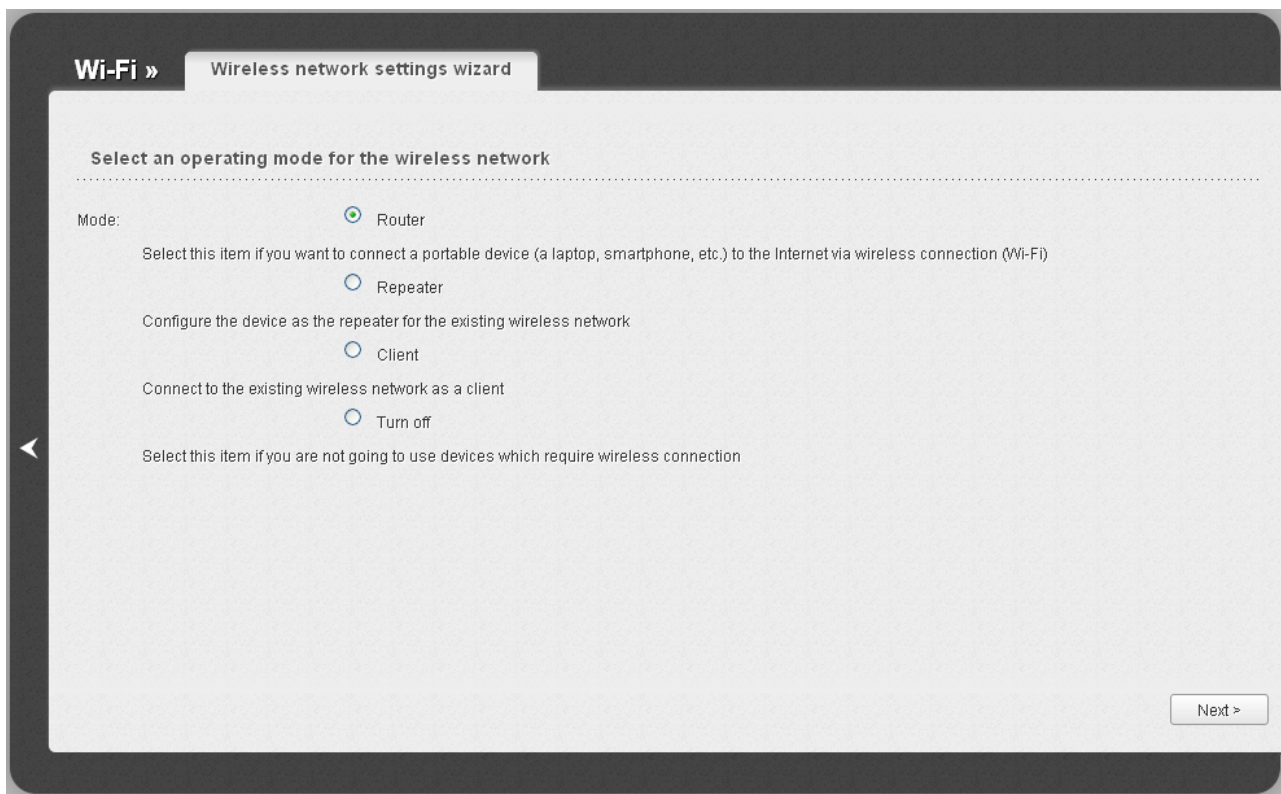 Wi-Fi » Wireless network settings wizard
Select an operating mode for the wireless network
Mode: Router
Select this item if you want to connect a portable device (a laptop, smartphone, etc.) to the Internet via wireless connection (Wi-Fi)
Repeater
Configure the device as the repeater for the existing wireless network
Client
Connect to the existing wireless network as a client
Turn off
Select this item if you are not going to use devices which require wireless connection
Next >